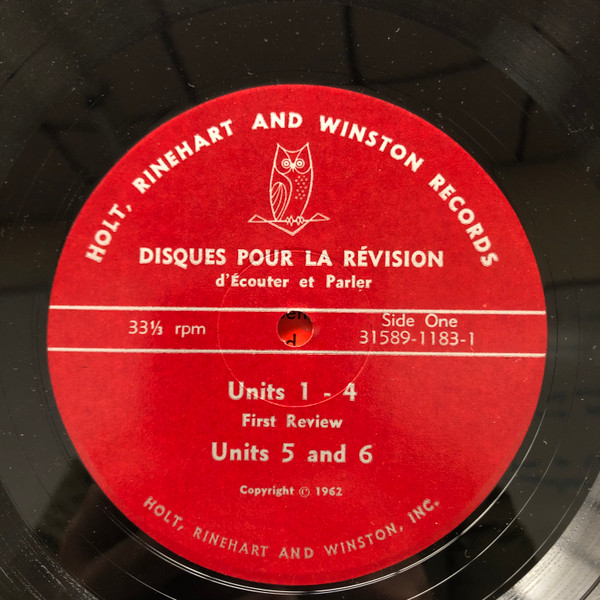 HOLT, RINEHART AND WINSTON RECORDS
DISQUES POUR LA RÉVISION
d'Écouter et Parler
33⅓ rpm
Side One
31589-1183-1
Units 1 - 4
First Review
Units 5 and 6
Copyright © 1962
HOLT, RINEHART AND WINSTON, INC.